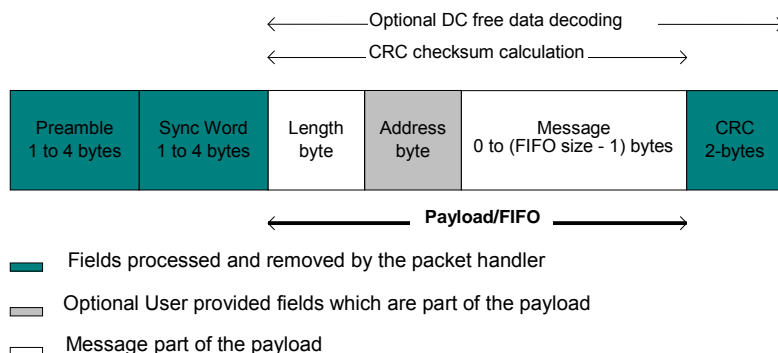 Optional DC free data decoding
CRC checksum calculation
Preamble
1 to 4 bytes
Sync Word
1 to 4 bytes
Length
byte
Address
byte
Message
0 to (FIFO size - 1) bytes
CRC
2-bytes
Payload/FIFO
Fields processed and removed by the packet handler
Optional User provided fields which are part of the payload
Message part of the payload